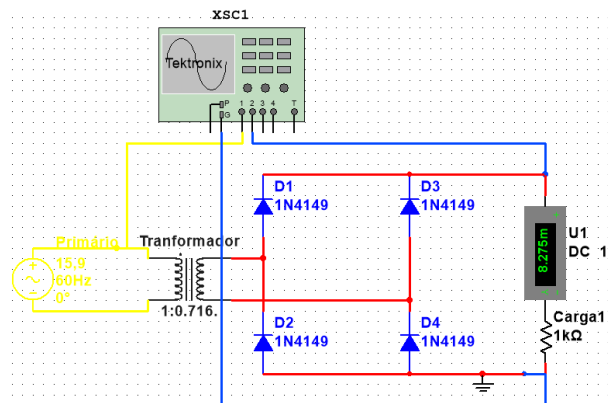 XSC1
Tektronix
P
G
1 2 3 4
T
D1
1N4149
D3
1N4149
Primário
15.9
60Hz
0°
Tranformador
1:0.716.
U1
DC 1
8.275m
D2
1N4149
D4
1N4149
Carga1
1kΩ